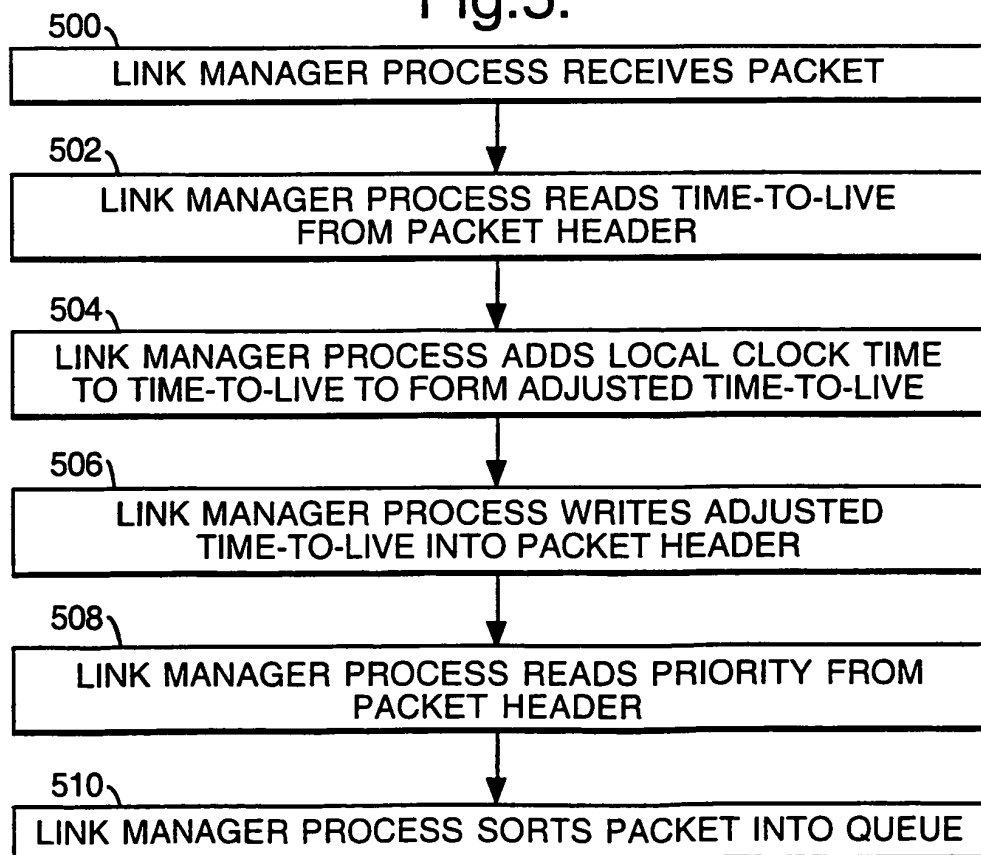 Fig.5.
500
LINK MANAGER PROCESS RECEIVES PACKET
502
LINK MANAGER PROCESS READS TIME-TO-LIVE
FROM PACKET HEADER
504
LINK MANAGER PROCESS ADDS LOCAL CLOCK TIME
TO TIME-TO-LIVE TO FORM ADJUSTED TIME-TO-LIVE
506
LINK MANAGER PROCESS WRITES ADJUSTED
TIME-TO-LIVE INTO PACKET HEADER
508
LINK MANAGER PROCESS READS PRIORITY FROM
PACKET HEADER
510
LINK MANAGER PROCESS SORTS PACKET INTO QUEUE